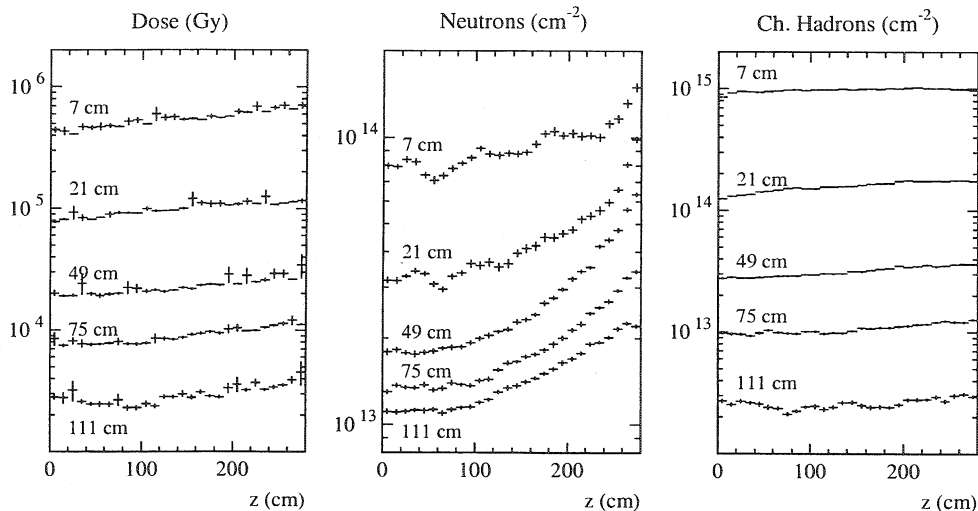 Dose (Gy)
10^6
7 cm
21 cm
10^5
49 cm
10^4
75 cm
111 cm
0
100
200
z (cm)
Neutrons (cm^-2)
10^14
7 cm
21 cm
49 cm
75 cm
10^13
111 cm
0
100
200
z (cm)
Ch. Hadrons (cm^-2)
10^15
7 cm
21 cm
10^14
49 cm
75 cm
10^13
111 cm
0
100
200
z (cm)